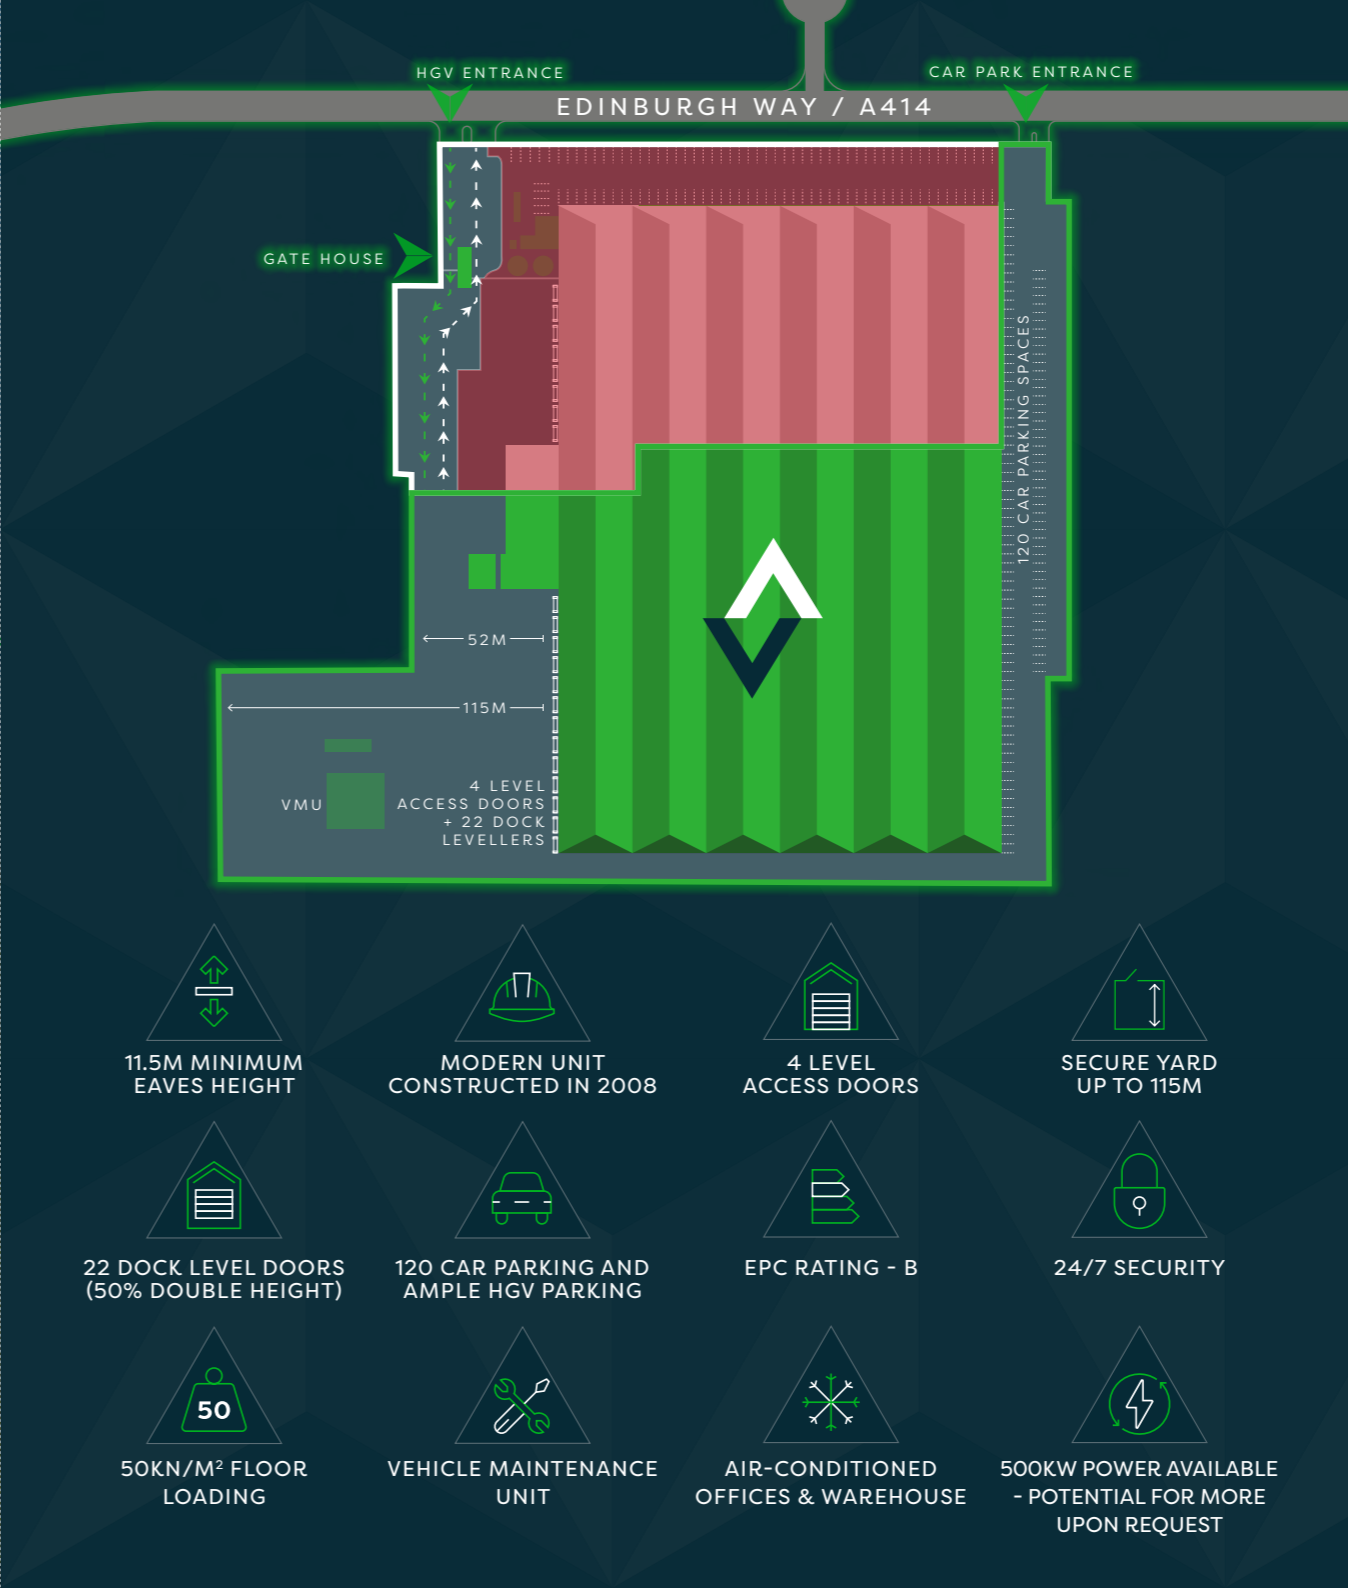 HGV ENTRANCE
CAR PARK ENTRANCE
EDINBURGH WAY / A414
GATE HOUSE
120 CAR PARKING SPACES
52M
115M
VMU
4 LEVEL
ACCESS DOORS
+ 22 DOCK
LEVELLERS
11.5M MINIMUM
EAVES HEIGHT
MODERN UNIT
CONSTRUCTED IN 2008
4 LEVEL
ACCESS DOORS
SECURE YARD
UP TO 115M
22 DOCK LEVEL DOORS
(50% DOUBLE HEIGHT)
120 CAR PARKING AND
AMPLE HGV PARKING
EPC RATING - B
24/7 SECURITY
50
50KN/M² FLOOR
LOADING
VEHICLE MAINTENANCE
UNIT
AIR-CONDITIONED
OFFICES & WAREHOUSE
500KW POWER AVAILABLE
- POTENTIAL FOR MORE
UPON REQUEST